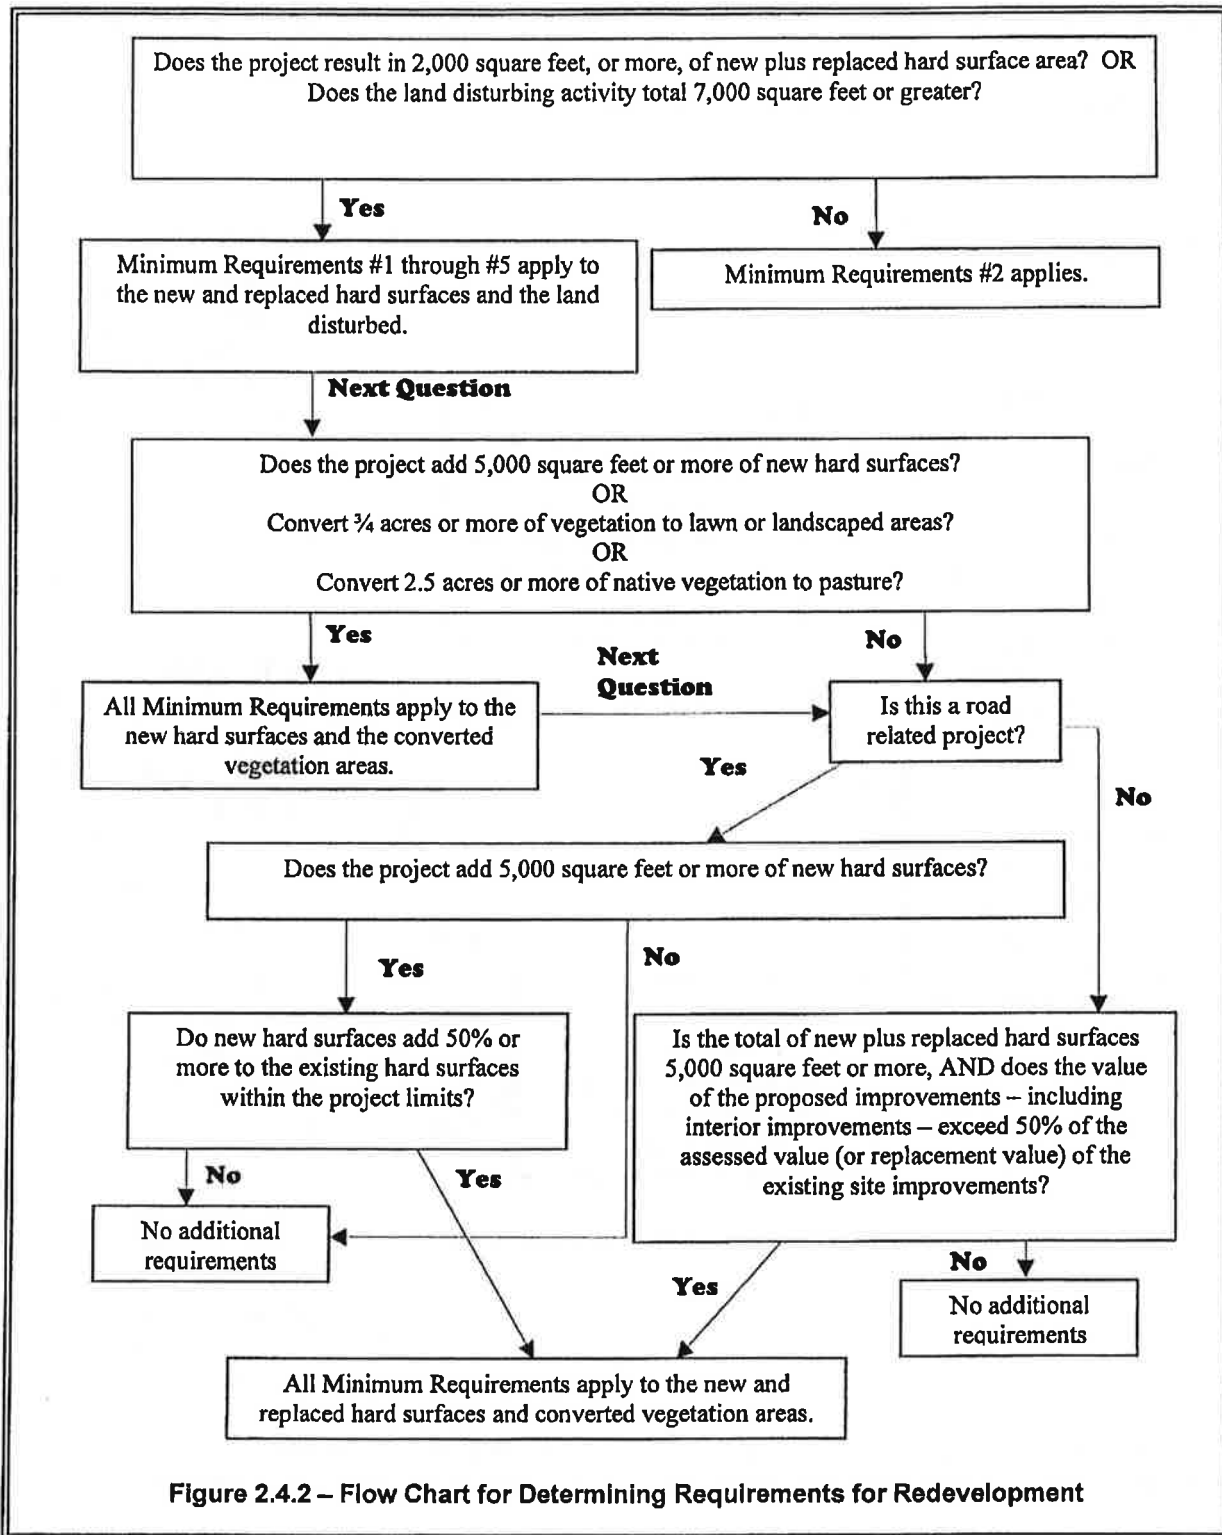 Does the project result in 2,000 square feet, or more, of new plus replaced hard surface area? OR
Does the land disturbing activity total 7,000 square feet or greater?
Yes
No
Minimum Requirements #1 through #5 apply to
the new and replaced hard surfaces and the land
disturbed.
Minimum Requirements #2 applies.
Next Question
Does the project add 5,000 square feet or more of new hard surfaces?
OR
Convert ¾ acres or more of vegetation to lawn or landscaped areas?
OR
Convert 2.5 acres or more of native vegetation to pasture?
Yes
No
Next
Question
All Minimum Requirements apply to the
new hard surfaces and the converted
vegetation areas.
Is this a road
related project?
Yes
No
Does the project add 5,000 square feet or more of new hard surfaces?
Yes
No
Do new hard surfaces add 50% or
more to the existing hard surfaces
within the project limits?
Is the total of new plus replaced hard surfaces
5,000 square feet or more, AND does the value
of the proposed improvements – including
interior improvements – exceed 50% of the
assessed value (or replacement value) of the
existing site improvements?
No
Yes
No additional
requirements
Yes
No
No additional
requirements
All Minimum Requirements apply to the new and
replaced hard surfaces and converted vegetation areas.
Figure 2.4.2 – Flow Chart for Determining Requirements for Redevelopment